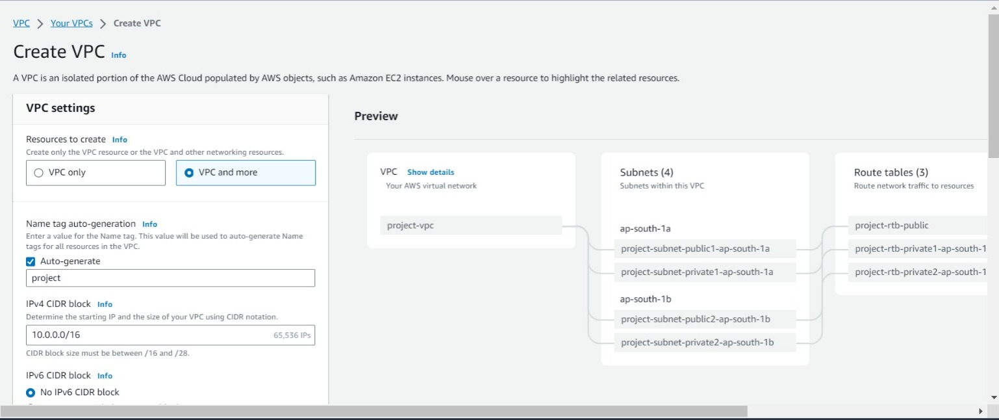 VPC > Your VPCs > Create VPC
Create VPC Info
A VPC is an isolated portion of the AWS Cloud populated by AWS objects, such as Amazon EC2 instances. Mouse over a resource to highlight the related resources.
VPC settings
Resources to create Info
Create only the VPC resource or the VPC and other networking resources.
VPC only
VPC and more
Name tag auto-generation Info
Enter a value for the Name tag. This value will be used to auto-generate Name
tags for all resources in the VPC.
Auto-generate
project
IPv4 CIDR block Info
Determine the starting IP and the size of your VPC using CIDR notation.
10.0.0.0/16 65,536 IPs
CIDR block size must be between /16 and /28.
IPv6 CIDR block Info
No IPv6 CIDR block
Preview
VPC Show details
Your AWS virtual network
project-vpc
Subnets (4)
Subnets within this VPC
ap-south-1a
project-subnet-public1-ap-south-1a
project-subnet-private1-ap-south-1a
ap-south-1b
project-subnet-public2-ap-south-1b
project-subnet-private2-ap-south-1b
Route tables (3)
Route network traffic to resources
project-rtb-public
project-rtb-private1-ap-south-1
project-rtb-private2-ap-south-1